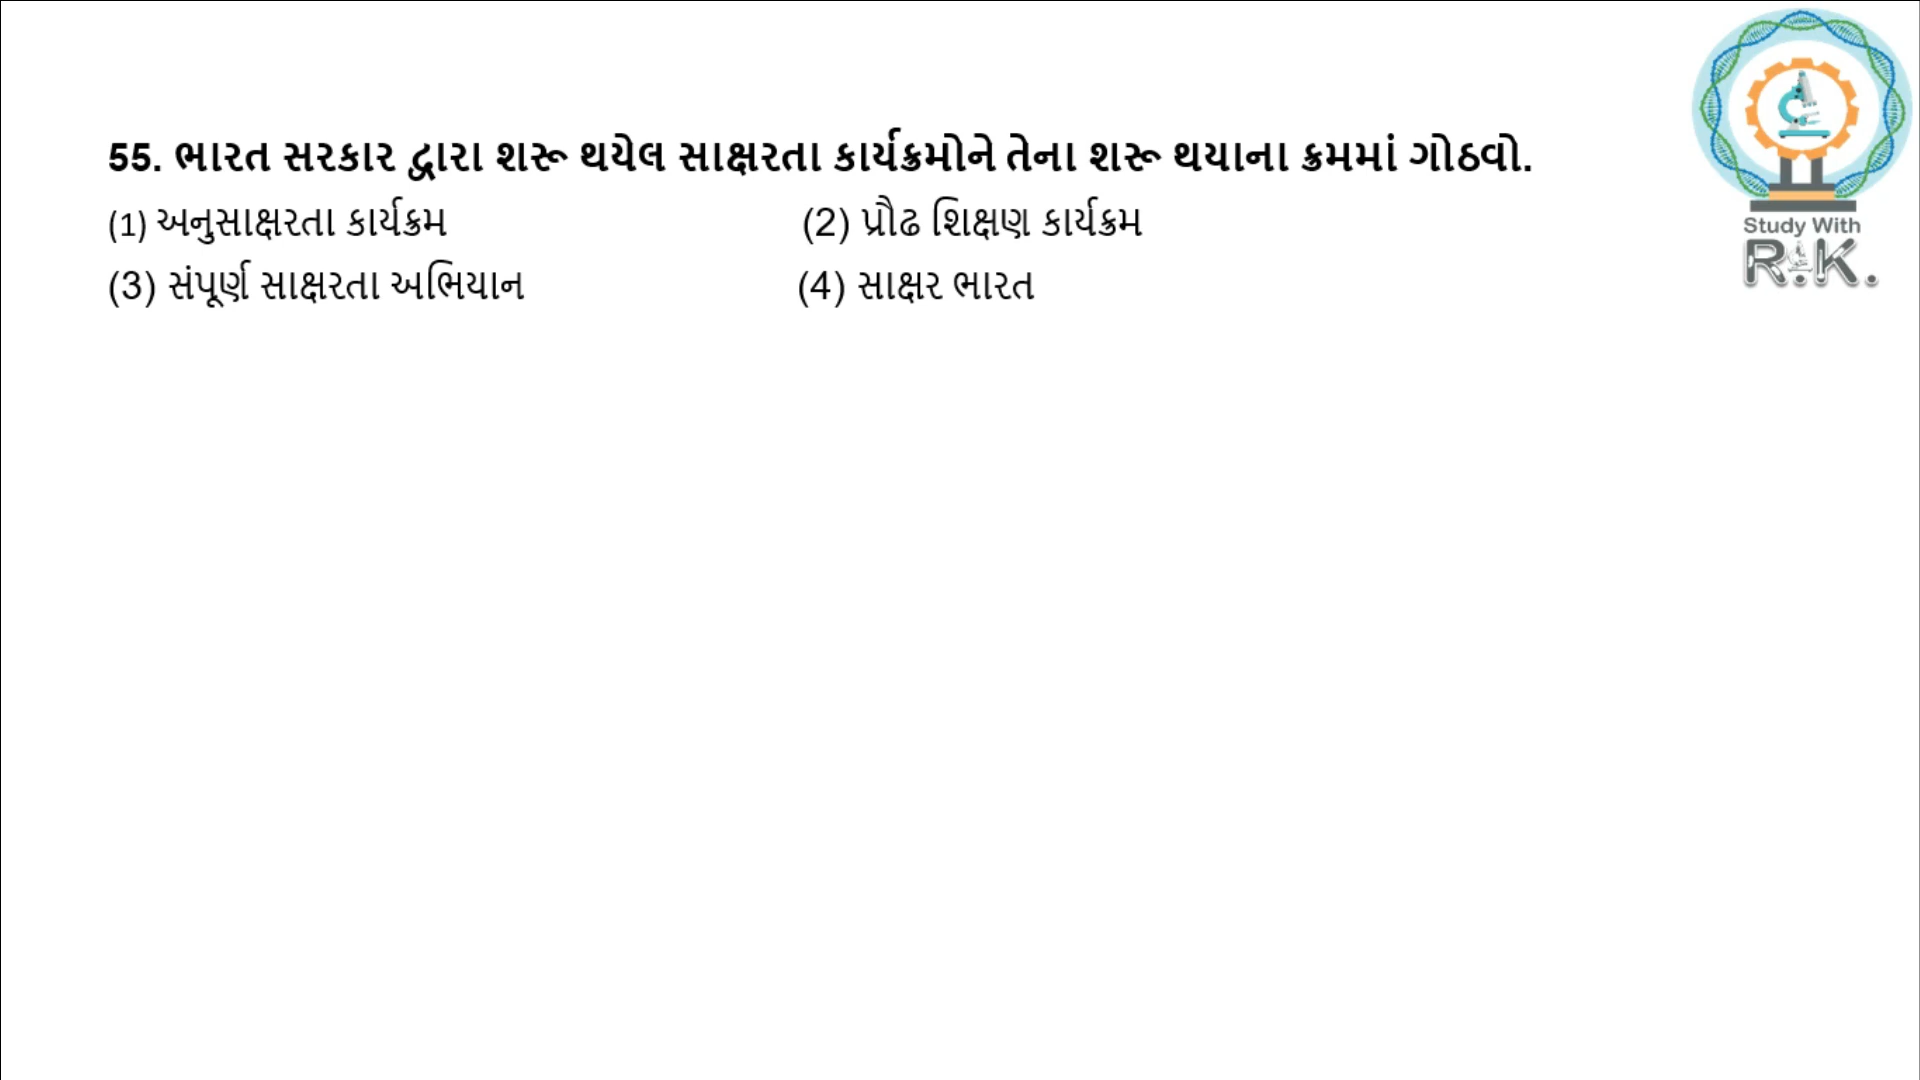 55. ભારત સરકાર દ્વારા શરૂ થયેલ સાક્ષરતા કાર્યક્રમોને તેના શરૂ થયાના ક્રમમાં ગોઠવો.
(1) અનુસાક્ષરતા કાર્યક્રમ (2) પ્રૌઢ શિક્ષણ કાર્યક્રમ
(3) સંપૂર્ણ સાક્ષરતા અભિયાન (4) સાક્ષર ભારત
Study With
R.K.